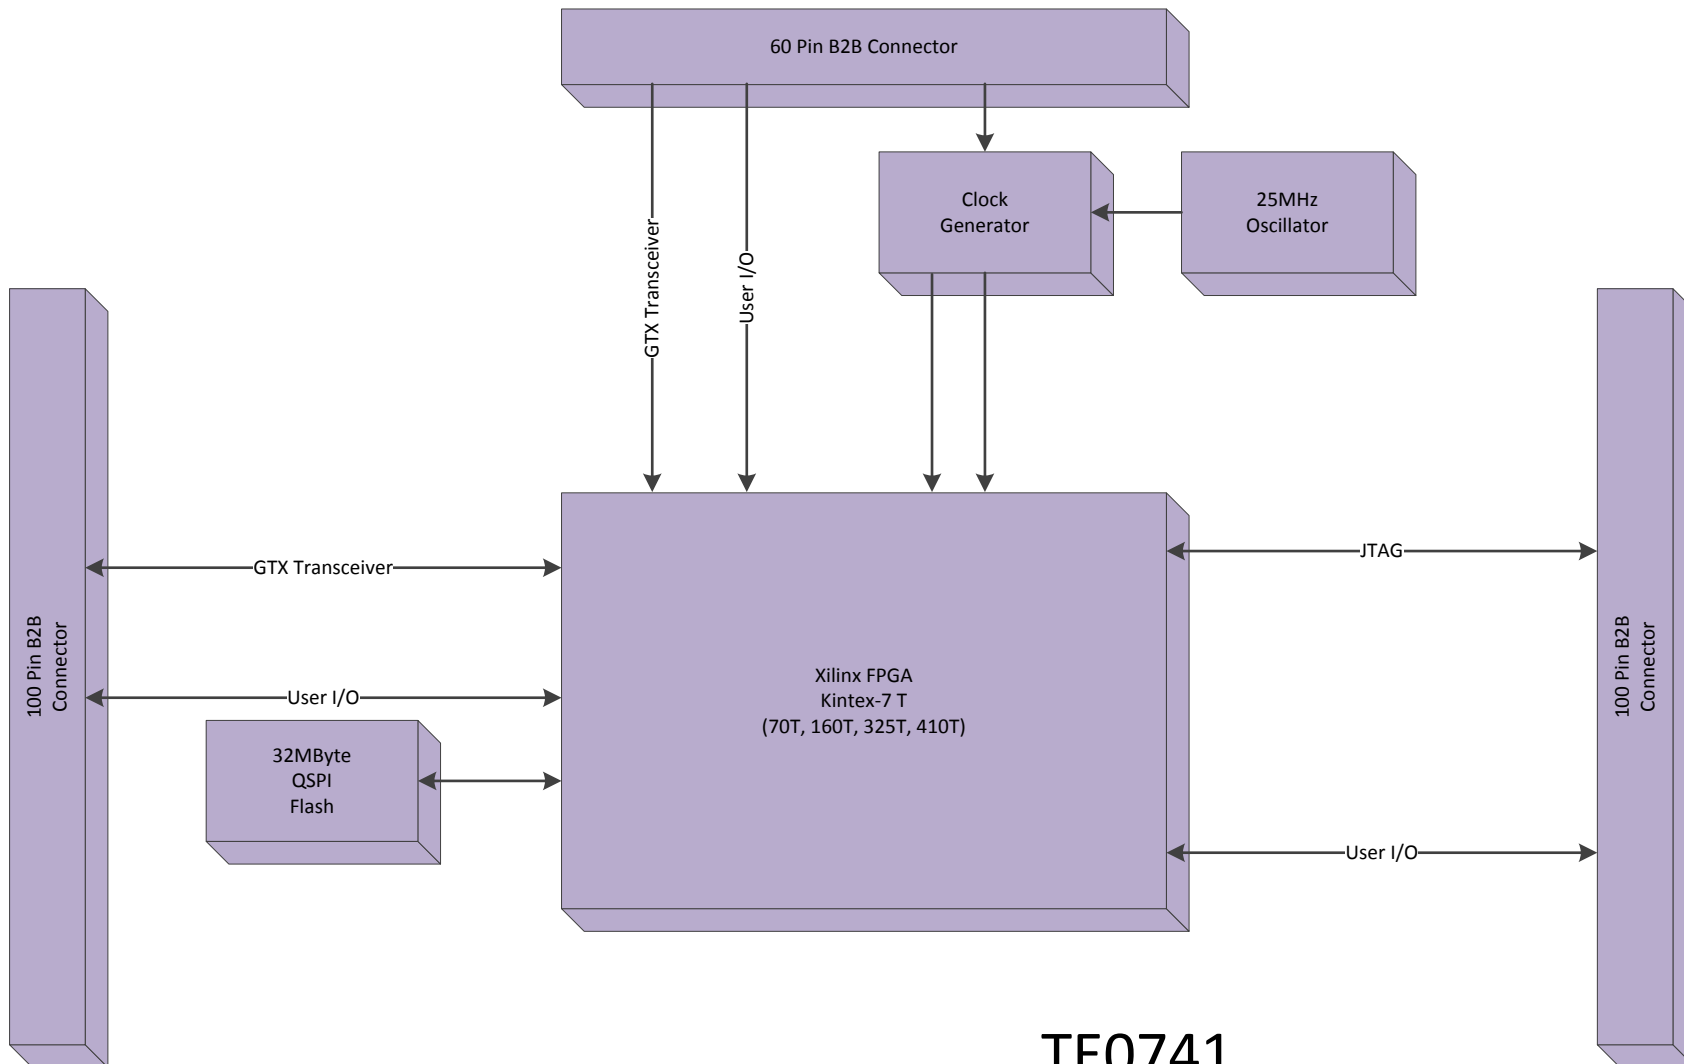 60 Pin B2B Connector
Clock
Generator
25MHz
Oscillator
GTX Transceiver
User I/O
100 Pin B2B
Connector
GTX Transceiver
User I/O
32MByte
QSPI
Flash
Xilinx FPGA
Kintex-7 T
(70T, 160T, 325T, 410T)
JTAG
User I/O
100 Pin B2B
Connector
TE0741